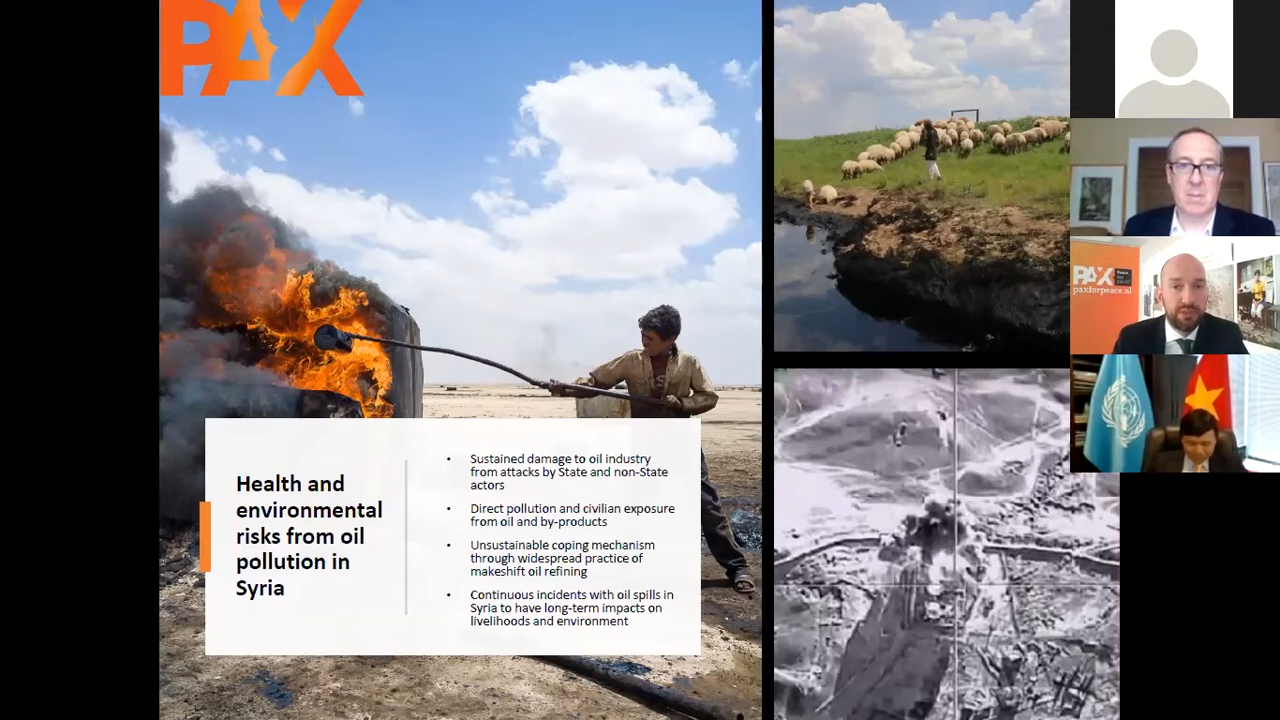 PAX
Health and
environmental
risks from oil
pollution in
Syria
• Sustained damage to oil industry
from attacks by State and non-State
actors
• Direct pollution and civilian exposure
from oil and by-products
• Unsustainable coping mechanism
through widespread practice of
makeshift oil refining
• Continuous incidents with oil spills in
Syria to have long-term impacts on
livelihoods and environment
PAX
paxforpeace.nl